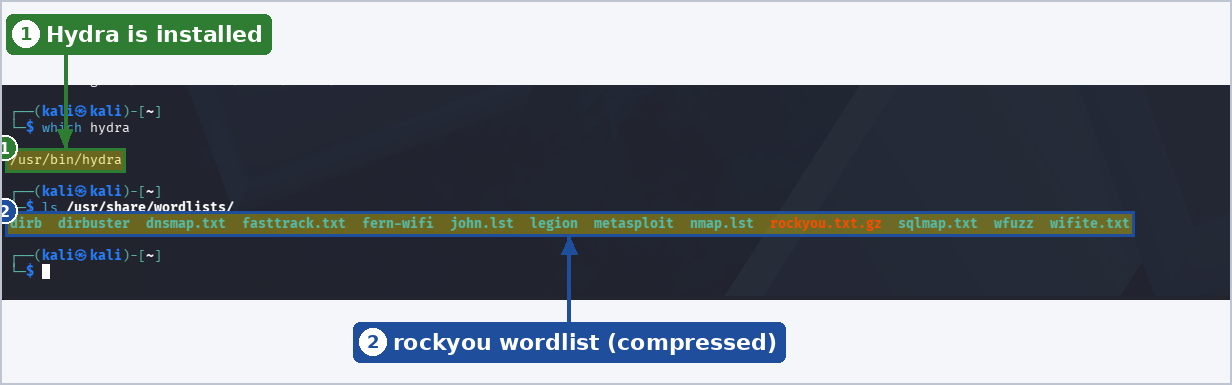 1 Hydra is installed
┌──(kali㉿kali)-[~]
└─$ which hydra
1
/usr/bin/hydra
┌──(kali㉿kali)-[~]
└─$ ls /usr/share/wordlists/
2
dirb dirbuster dnsmap.txt fasttrack.txt fern-wifi john.lst legion metasploit nmap.lst rockyou.txt.gz sqlmap.txt wfuzz wifite.txt
┌──(kali㉿kali)-[~]
└─$
2 rockyou wordlist (compressed)